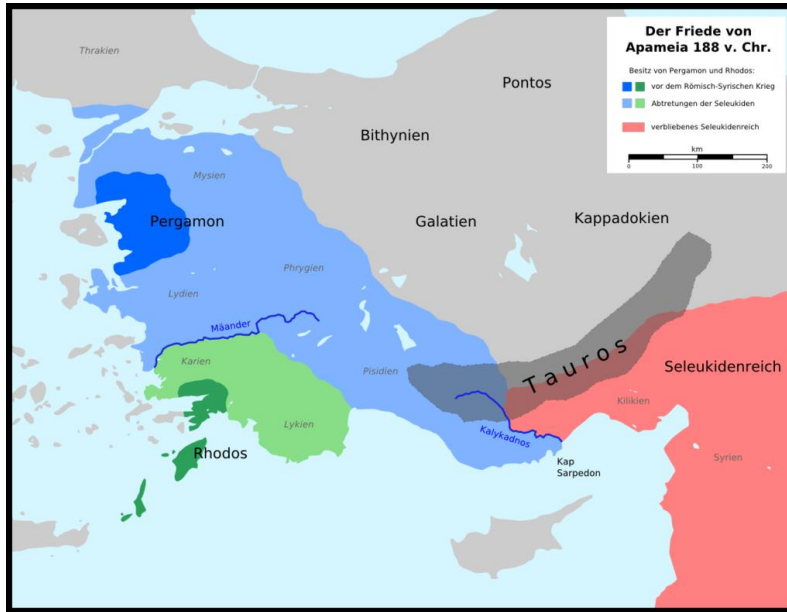 Der Friede von
Apameia 188 v. Chr.
Besitz von Pergamon und Rhodos:
vor dem Römisch-Syrischen Krieg
Abtretungen der Seleukiden
verbliebenes Seleukidenreich
km
0 100 200
Thrakien
Pontos
Bithynien
Mysien
Pergamon
Galatien
Kappadokien
Phrygien
Lydien
Mäander
Tauros
Karien
Pisidien
Seleukidenreich
Kilikien
Lykien
Kalykadnos
Rhodos
Kap
Sarpedon
Syrien